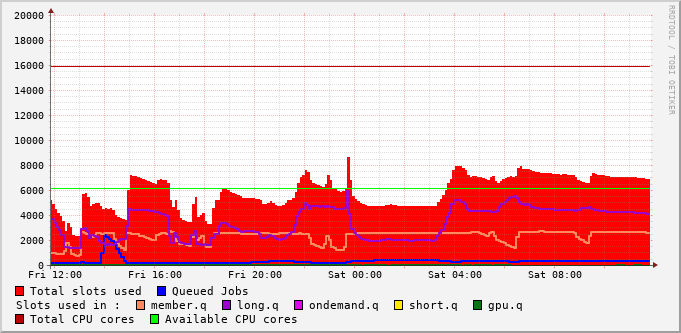 RRDTOOL / TOBI OETIKER
20000
18000
16000
14000
12000
10000
8000
6000
4000
2000
0
Fri 12:00 Fri 16:00 Fri 20:00 Sat 00:00 Sat 04:00 Sat 08:00
Total slots used Queued Jobs
Slots used in : member.q long.q ondemand.q short.q gpu.q
Total CPU cores Available CPU cores